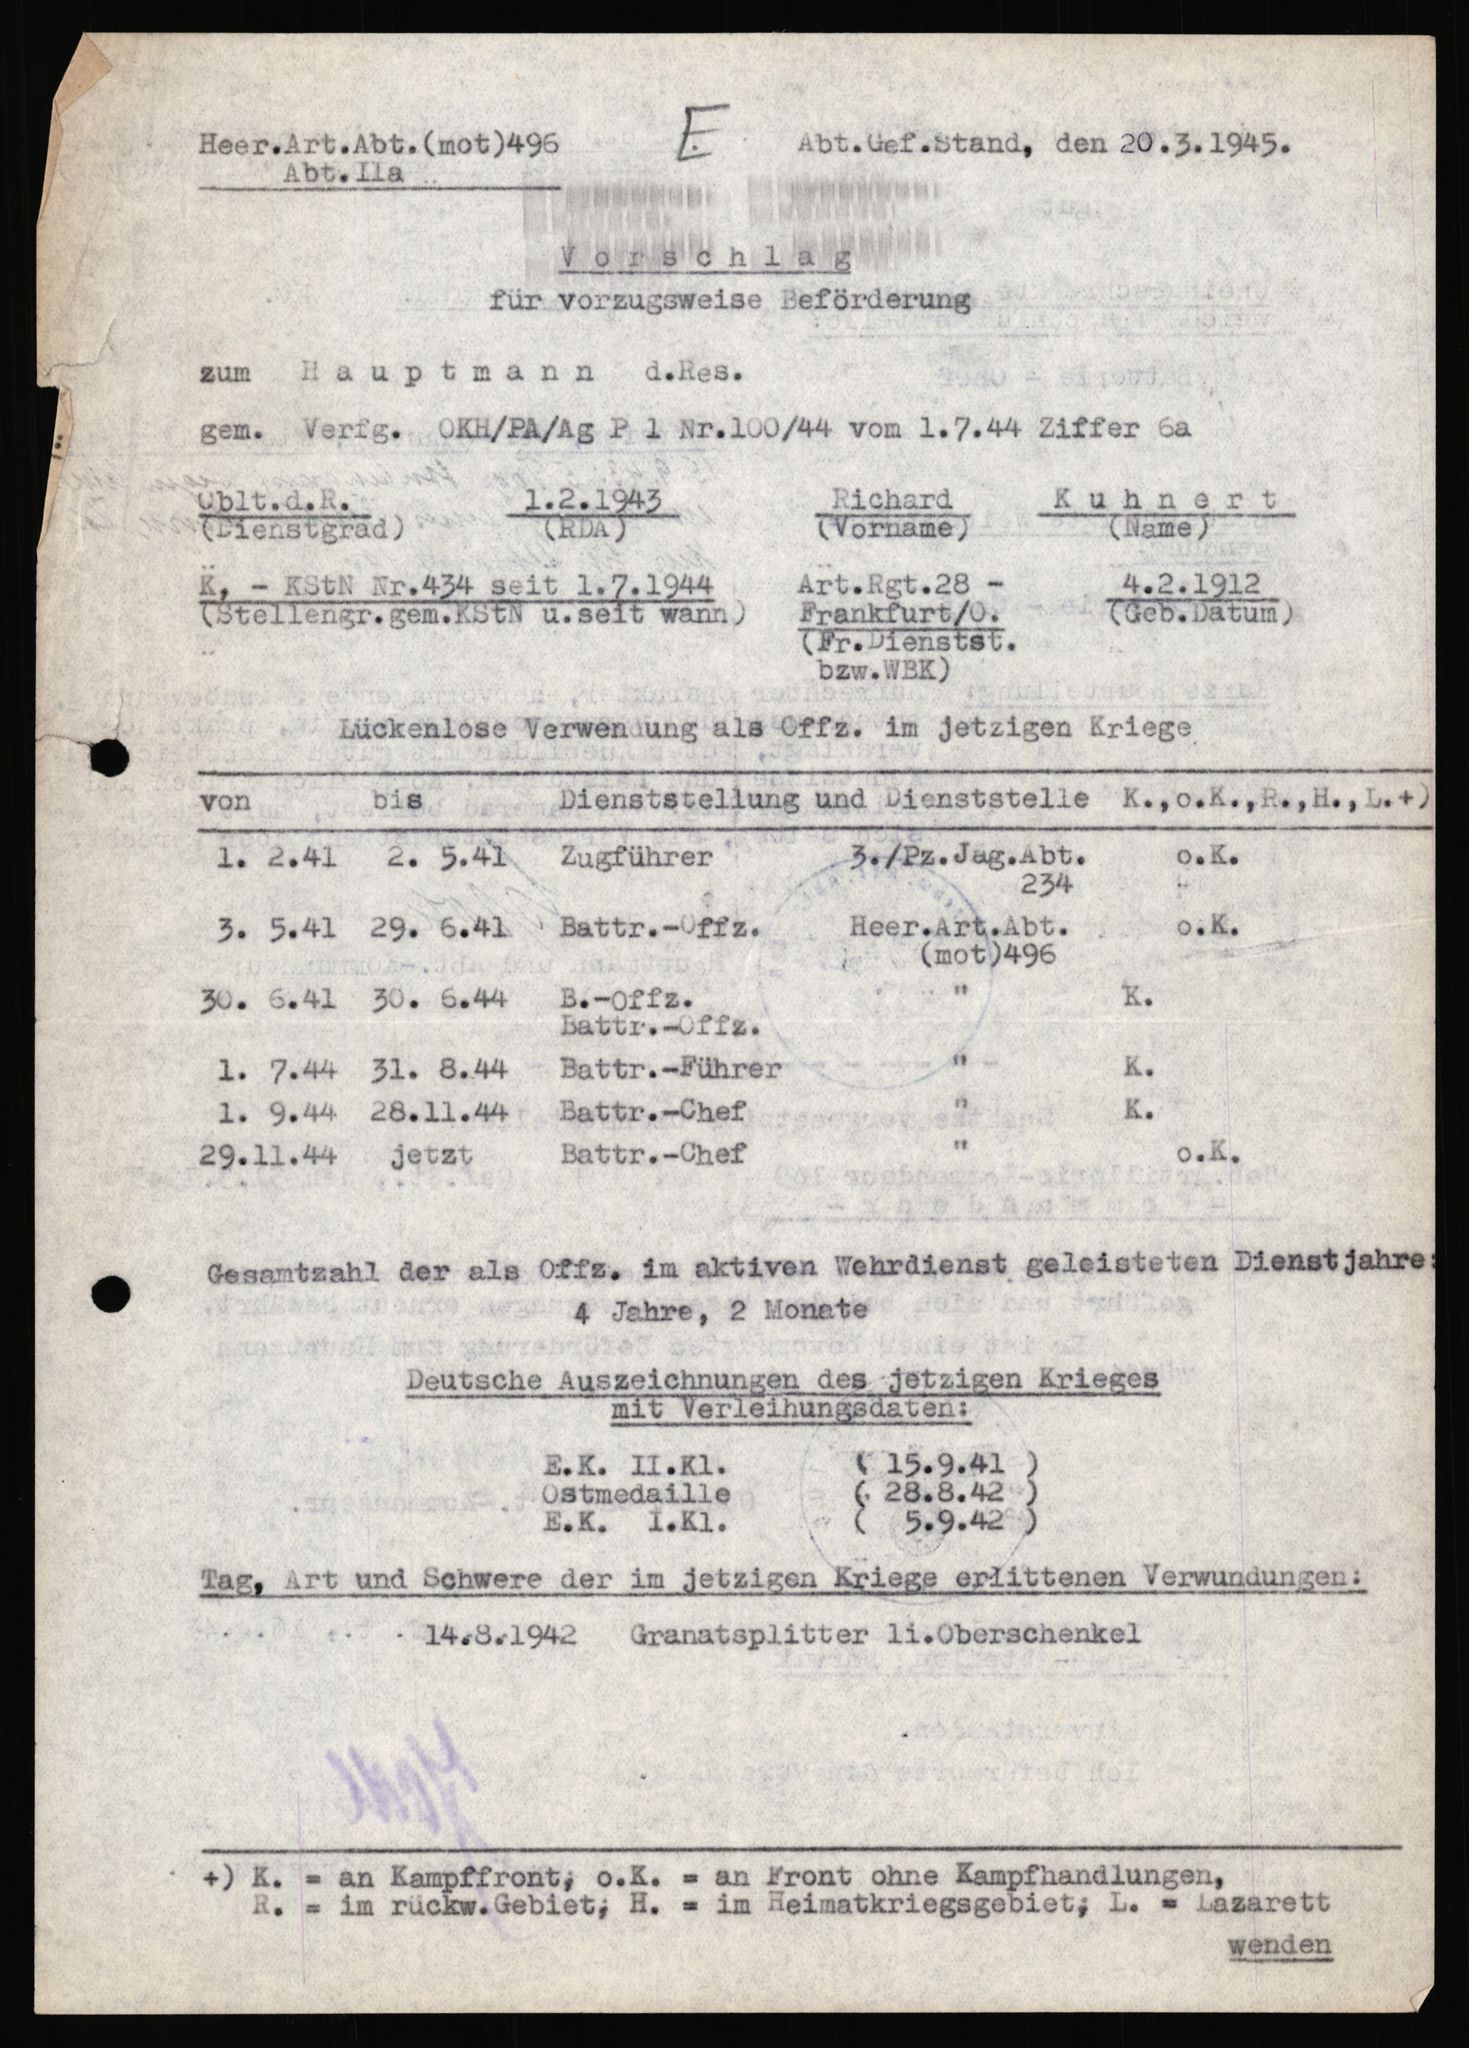 Heer.Art.Abt.(mot)496 E Abt.Gef.Stand, den 20.3.1945.
Abt.IIa
V o r s c h l a g
für vorzugsweise Beförderung
zum H a u p t m a n n d.Res.
gem. Verfg. OKH/PA/Ag P 1 Nr.100/44 vom 1.7.44 Ziffer 6a
Oblt.d.R. 1.2.1943 Richard K u h n e r t
(Dienstgrad) (RDA) (Vorname) (Name)
K, - KStN Nr.434 seit 1.7.1944 Art.Rgt.28 - 4.2.1912
(Stellengr.gem.KStN u.seit wann) Frankfurt/O. (Geb.Datum)
(Fr.Dienstst.
bzw.WBK)
Lückenlose Verwendung als Offz. im jetzigen Kriege
von bis Dienststellung und Dienststelle K.,o.K.,R.,H.,L.+)
1. 2.41 2. 5.41 Zugführer 3./Pz.Jag.Abt. o.K.
234
3. 5.41 29. 6.41 Battr.-Offz. Heer.Art.Abt. o.K.
(mot)496
30. 6.41 30. 6.44 B.-Offz. " K.
Battr.-Offz.
1. 7.44 31. 8.44 Battr.-Führer " K.
1. 9.44 28.11.44 Battr.-Chef " K.
29.11.44 jetzt Battr.-Chef " o.K.
Gesamtzahl der als Offz. im aktiven Wehrdienst geleisteten Dienstjahre:
4 Jahre, 2 Monate
Deutsche Auszeichnungen des jetzigen Krieges
mit Verleihungsdaten:
E.K. II.Kl. ( 15.9.41 )
Ostmedaille ( 28.8.42 )
E.K. I.Kl. ( 5.9.42 )
Tag, Art und Schwere der im jetzigen Kriege erlittenen Verwundungen:
14.8.1942 Granatsplitter li.Oberschenkel
+) K. = an Kampffront; o.K. = an Front ohne Kampfhandlungen,
R. = im rückw.Gebiet; H. = im Heimatkriegsgebiet; L. = Lazarett
wenden